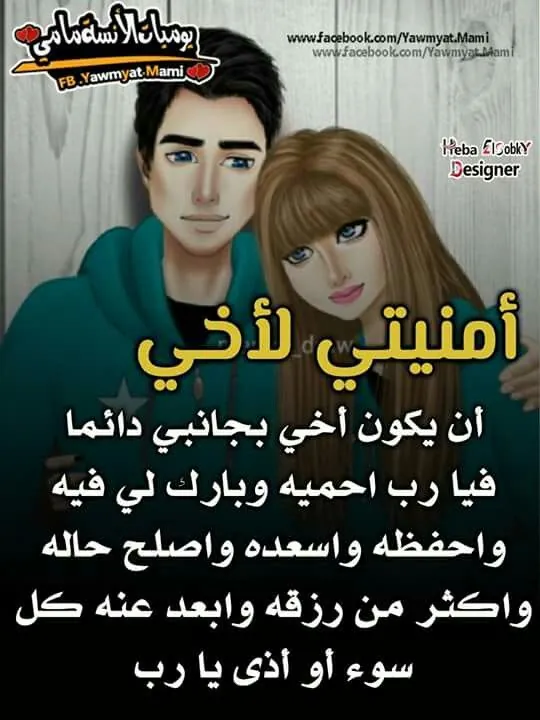 يوميات الأنسة مامي
FB .Yawmyat.Mami
www.facebook.com/Yawmyat.Mami
www.facebook.com/Yawmyat.Mami
Heba ElSobkY
Designer
أمنيتي لأخي
أن يكون أخي بجانبي دائما
فيا رب احميه وبارك لي فيه
واحفظه واسعده واصلح حاله
واكثر من رزقه وابعد عنه كل
سوء أو أذى يا رب